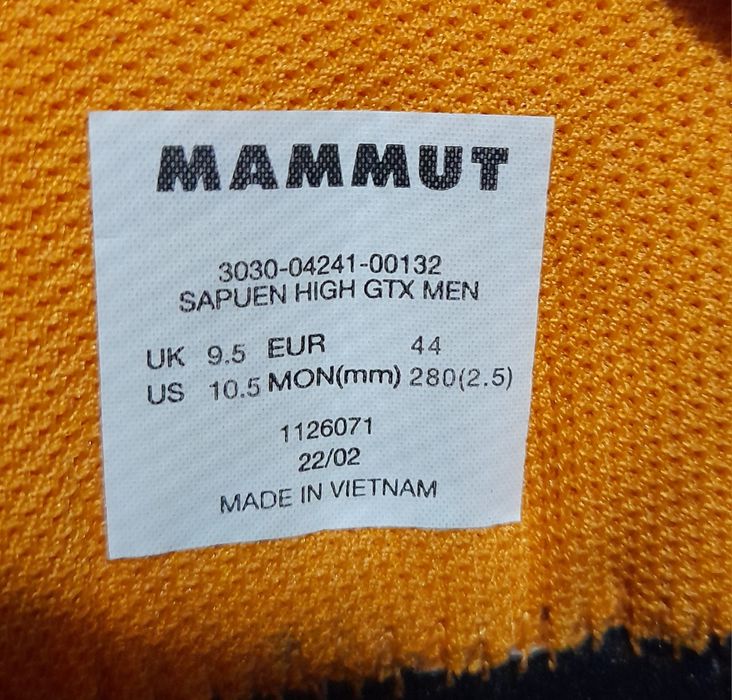 MAMMUT
3030-04241-00132
SAPUEN HIGH GTX MEN
UK 9.5 EUR 44
US 10.5 MON(mm) 280(2.5)
1126071
22/02
MADE IN VIETNAM